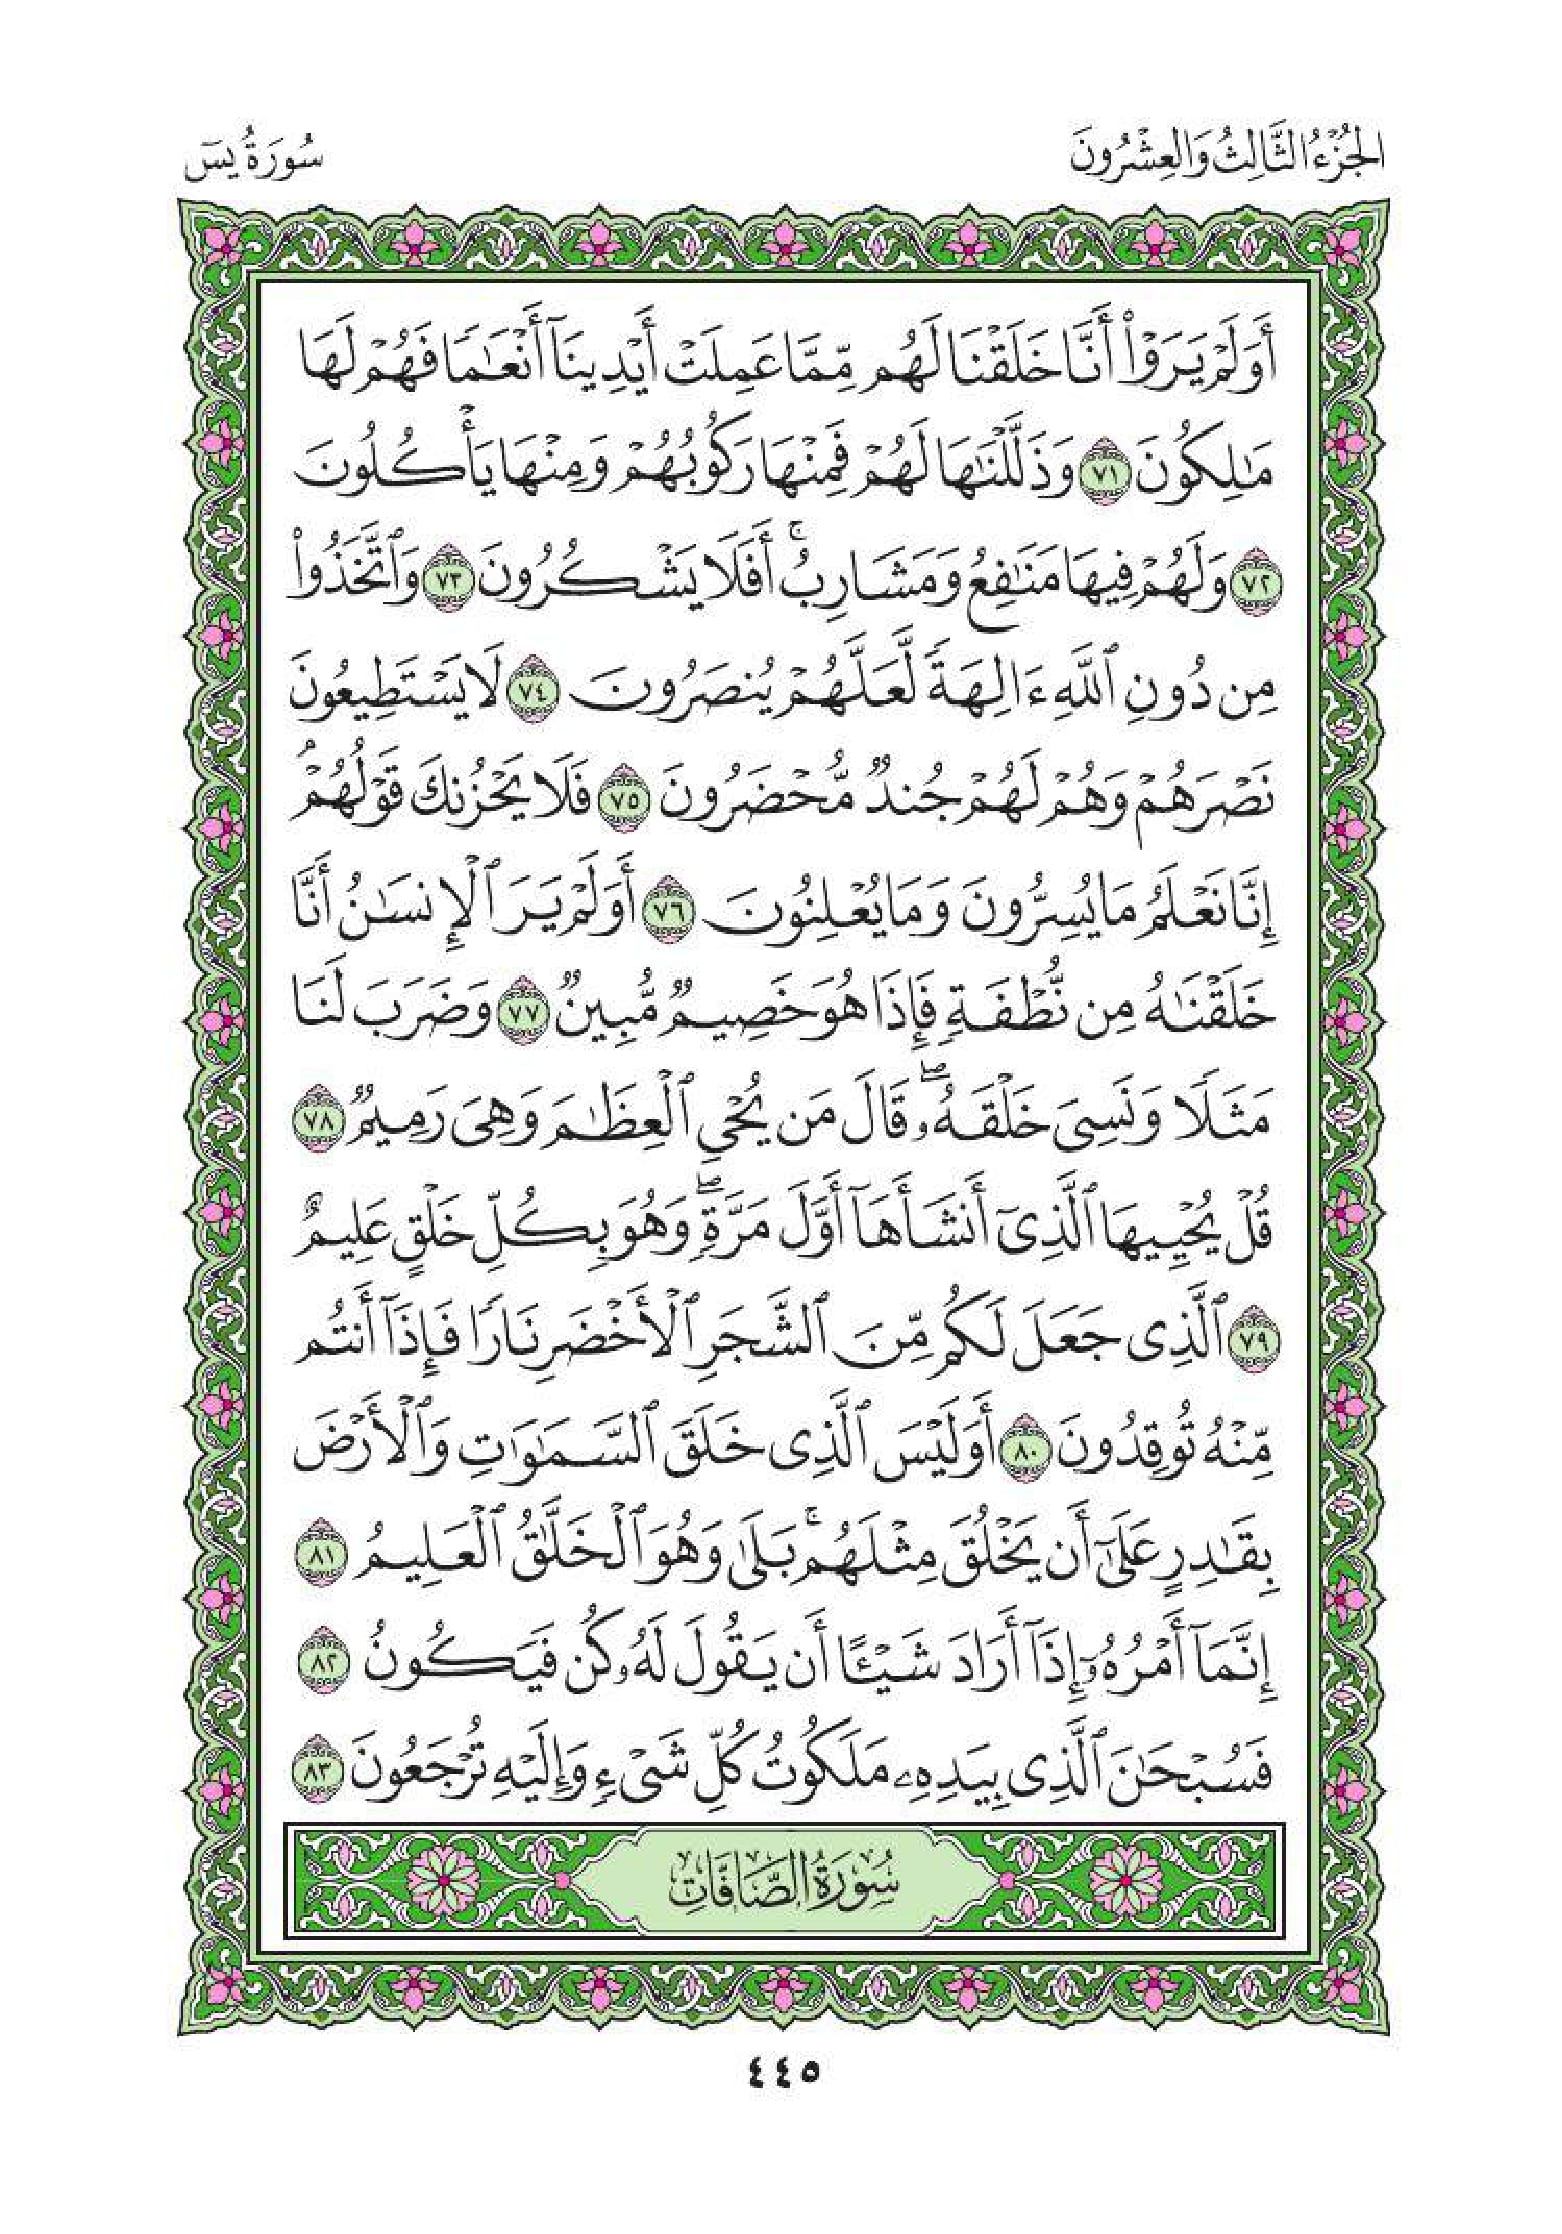 الجُزْءُ الثَّالِثُ وَالعِشْرُونَ
سُورَةُ يسٓ
أَوَلَمْ يَرَوْا۟ أَنَّا خَلَقْنَا لَهُم مِّمَّا عَمِلَتْ أَيْدِينَآ أَنْعَـٰمًا فَهُمْ لَهَا
مَـٰلِكُونَ ٧١ وَذَلَّلْنَـٰهَا لَهُمْ فَمِنْهَا رَكُوبُهُمْ وَمِنْهَا يَأْكُلُونَ
٧٢ وَلَهُمْ فِيهَا مَنَـٰفِعُ وَمَشَارِبُ ۚ أَفَلَا يَشْكُرُونَ ٧٣ وَٱتَّخَذُوا۟
مِن دُونِ ٱللَّهِ ءَالِهَةً لَّعَلَّهُمْ يُنصَرُونَ ٧٤ لَا يَسْتَطِيعُونَ
نَصْرَهُمْ وَهُمْ لَهُمْ جُندٌ مُّحْضَرُونَ ٧٥ فَلَا يَحْزُنكَ قَوْلُهُمْ ۘ
إِنَّا نَعْلَمُ مَا يُسِرُّونَ وَمَا يُعْلِنُونَ ٧٦ أَوَلَمْ يَرَ ٱلْإِنسَـٰنُ أَنَّا
خَلَقْنَـٰهُ مِن نُّطْفَةٍ فَإِذَا هُوَ خَصِيمٌ مُّبِينٌ ٧٧ وَضَرَبَ لَنَا
مَثَلًا وَنَسِىَ خَلْقَهُۥ ۖ قَالَ مَن يُحْىِ ٱلْعِظَـٰمَ وَهِىَ رَمِيمٌ ٧٨
قُلْ يُحْيِيهَا ٱلَّذِىٓ أَنشَأَهَآ أَوَّلَ مَرَّةٍ ۖ وَهُوَ بِكُلِّ خَلْقٍ عَلِيمٌ
٧٩ ٱلَّذِى جَعَلَ لَكُم مِّنَ ٱلشَّجَرِ ٱلْأَخْضَرِ نَارًا فَإِذَآ أَنتُم
مِّنْهُ تُوقِدُونَ ٨٠ أَوَلَيْسَ ٱلَّذِى خَلَقَ ٱلسَّمَـٰوَٰتِ وَٱلْأَرْضَ
بِقَـٰدِرٍ عَلَىٰٓ أَن يَخْلُقَ مِثْلَهُم ۚ بَلَىٰ وَهُوَ ٱلْخَلَّـٰقُ ٱلْعَلِيمُ ٨١
إِنَّمَآ أَمْرُهُۥٓ إِذَآ أَرَادَ شَيْـًٔا أَن يَقُولَ لَهُۥ كُن فَيَكُونُ ٨٢
فَسُبْحَـٰنَ ٱلَّذِى بِيَدِهِۦ مَلَكُوتُ كُلِّ شَىْءٍ وَإِلَيْهِ تُرْجَعُونَ ٨٣
سُورَةُ الصَّافَّاتِ
٤٤٥